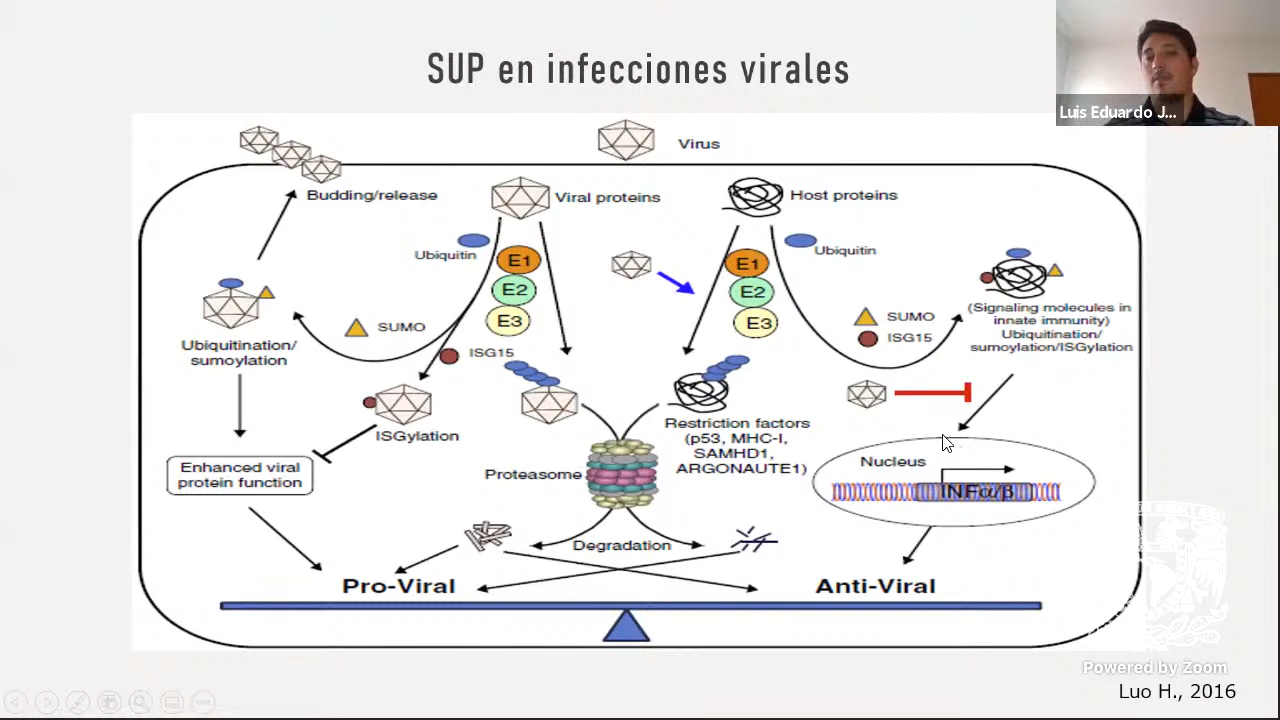 SUP en infecciones virales
Luis Eduardo J...
Virus
Budding/release
Viral proteins
Host proteins
Ubiquitin
E1
E2
E3
Ubiquitin
E1
E2
E3
SUMO
ISG15
SUMO
ISG15
(Signaling molecules in
innate immunity)
Ubiquitination/
sumoylation/ISGylation
Ubiquitination/
sumoylation
ISGylation
Restriction factors
(p53, MHC-I,
SAMHD1,
ARGONAUTE1)
Enhanced viral
protein function
Proteasome
Nucleus
INFα/β
Degradation
Pro-Viral
Anti-Viral
Powered by Zoom
Luo H., 2016